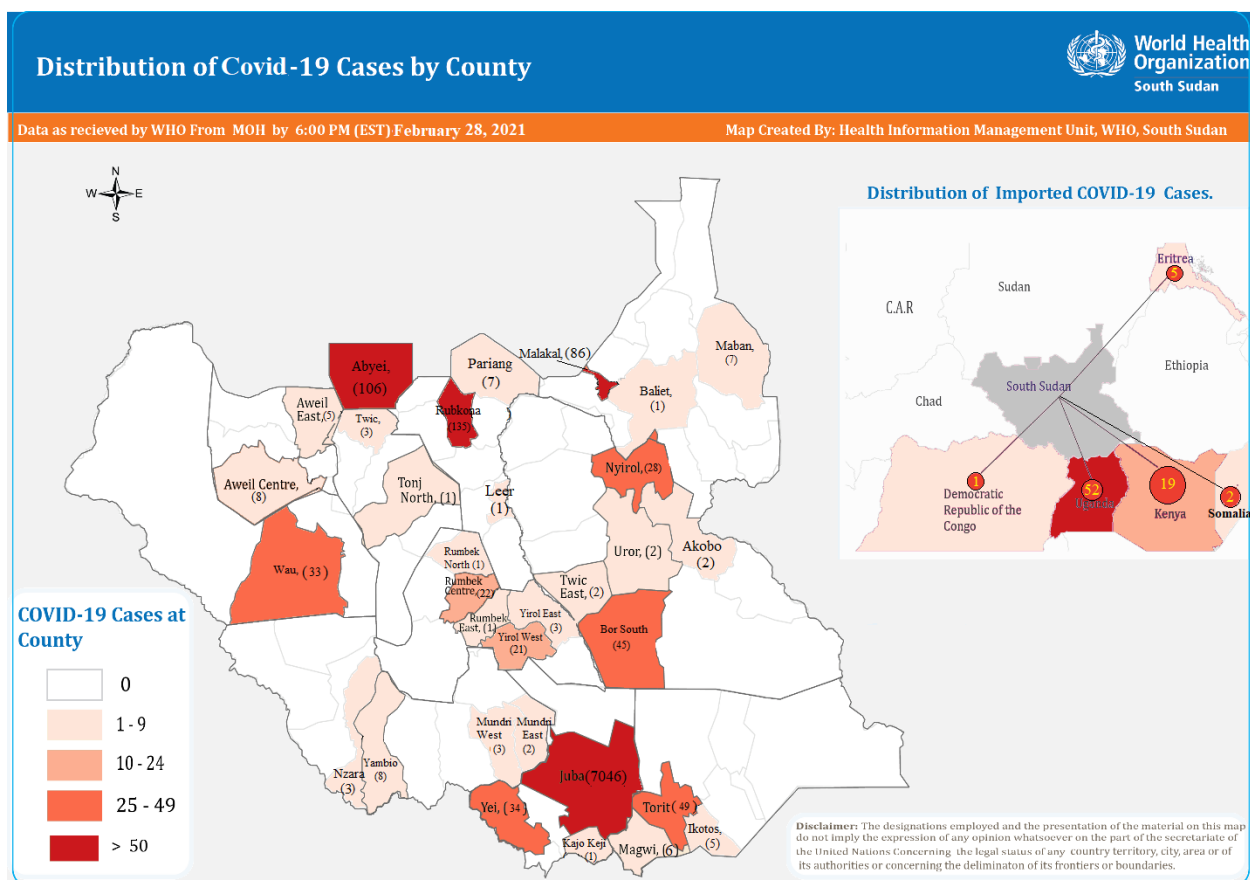 Distribution of Covid-19 Cases by County
World Health
Organization
South Sudan
Data as recieved by WHO From MOH by 6:00 PM (EST) February 28, 2021
Map Created By: Health Information Management Unit, WHO, South Sudan
N
W E
S
Distribution of Imported COVID-19 Cases.
Eritrea
5
Sudan
C.A.R
Ethiopia
South Sudan
Chad
1
52
19
2
Democratic
Republic of the
Congo
Uganda
Kenya
Somalia
Maban,
(7)
Malakal, (86)
Pariang
(7)
Abyei,
(106)
Baliet,
(1)
Aweil
East, (5)
Twic,
(3)
Rubkona
(135)
Nyirol, (28)
Aweil Centre,
(8)
Tonj
North, (1)
Leer
(1)
Uror, (2)
Akobo
(2)
Wau, (33)
Rumbek
North (1)
Rumbek
Centre,
(22)
Twic
East, (2)
Rumbek
East, (1)
Yirol East
(3)
Yirol West
(21)
Bor South
(45)
Mundri
West
(3)
Mundri
East
(2)
Yambio
(8)
Nzara
(3)
Juba(7046)
Yei, (34)
Torit(49)
Ikotos,
(5)
Kajo Keji
(1)
Magwi, (6)
COVID-19 Cases at
County
0
1 - 9
10 - 24
25 - 49
> 50
Disclaimer: The designations employed and the presentation of the material on this map
do not imply the expression of any opinion whatsoever on the part of the secretariate of
the United Nations Concerning the legal status of any country territory, city, area or of
its authorities or concerning the deliminaton of its frontiers or boundaries.